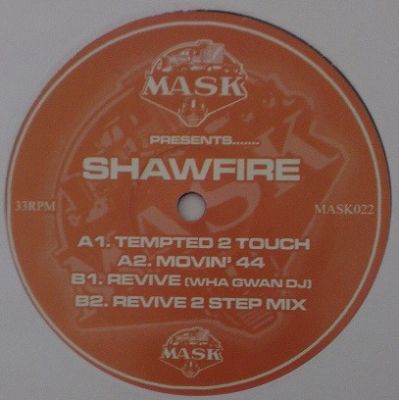 MASK
PRESENTS.......
SHAWFIRE
33RPM
MASK022
A1. TEMPTED 2 TOUCH
A2. MOVIN' 44
B1. REVIVE (WHA GWAN DJ)
B2. REVIVE 2 STEP MIX
MASK
MASK